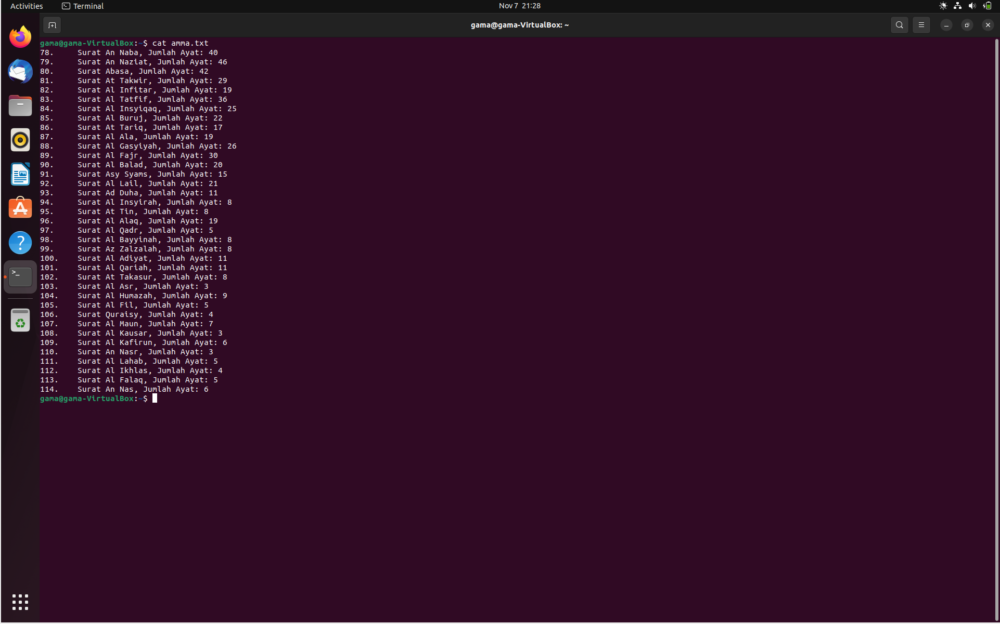 Activities Terminal Nov 7 21:28
gama@gama-VirtualBox: ~
gama@gama-VirtualBox:~$ cat amma.txt
78. Surat An Naba, Jumlah Ayat: 40
79. Surat An Naziat, Jumlah Ayat: 46
80. Surat Abasa, Jumlah Ayat: 42
81. Surat At Takwir, Jumlah Ayat: 29
82. Surat Al Infitar, Jumlah Ayat: 19
83. Surat Al Tatfif, Jumlah Ayat: 36
84. Surat Al Insyiqaq, Jumlah Ayat: 25
85. Surat Al Buruj, Jumlah Ayat: 22
86. Surat At Tariq, Jumlah Ayat: 17
87. Surat Al Ala, Jumlah Ayat: 19
88. Surat Al Gasyiyah, Jumlah Ayat: 26
89. Surat Al Fajr, Jumlah Ayat: 30
90. Surat Al Balad, Jumlah Ayat: 20
91. Surat Asy Syams, Jumlah Ayat: 15
92. Surat Al Lail, Jumlah Ayat: 21
93. Surat Ad Duha, Jumlah Ayat: 11
94. Surat Al Insyirah, Jumlah Ayat: 8
95. Surat At Tin, Jumlah Ayat: 8
96. Surat Al Alaq, Jumlah Ayat: 19
97. Surat Al Qadr, Jumlah Ayat: 5
98. Surat Al Bayyinah, Jumlah Ayat: 8
99. Surat Az Zalzalah, Jumlah Ayat: 8
100. Surat Al Adiyat, Jumlah Ayat: 11
101. Surat Al Qariah, Jumlah Ayat: 11
102. Surat At Takasur, Jumlah Ayat: 8
103. Surat Al Asr, Jumlah Ayat: 3
104. Surat Al Humazah, Jumlah Ayat: 9
105. Surat Al Fil, Jumlah Ayat: 5
106. Surat Quraisy, Jumlah Ayat: 4
107. Surat Al Maun, Jumlah Ayat: 7
108. Surat Al Kausar, Jumlah Ayat: 3
109. Surat Al Kafirun, Jumlah Ayat: 6
110. Surat An Nasr, Jumlah Ayat: 3
111. Surat Al Lahab, Jumlah Ayat: 5
112. Surat Al Ikhlas, Jumlah Ayat: 4
113. Surat Al Falaq, Jumlah Ayat: 5
114. Surat An Nas, Jumlah Ayat: 6
gama@gama-VirtualBox:~$